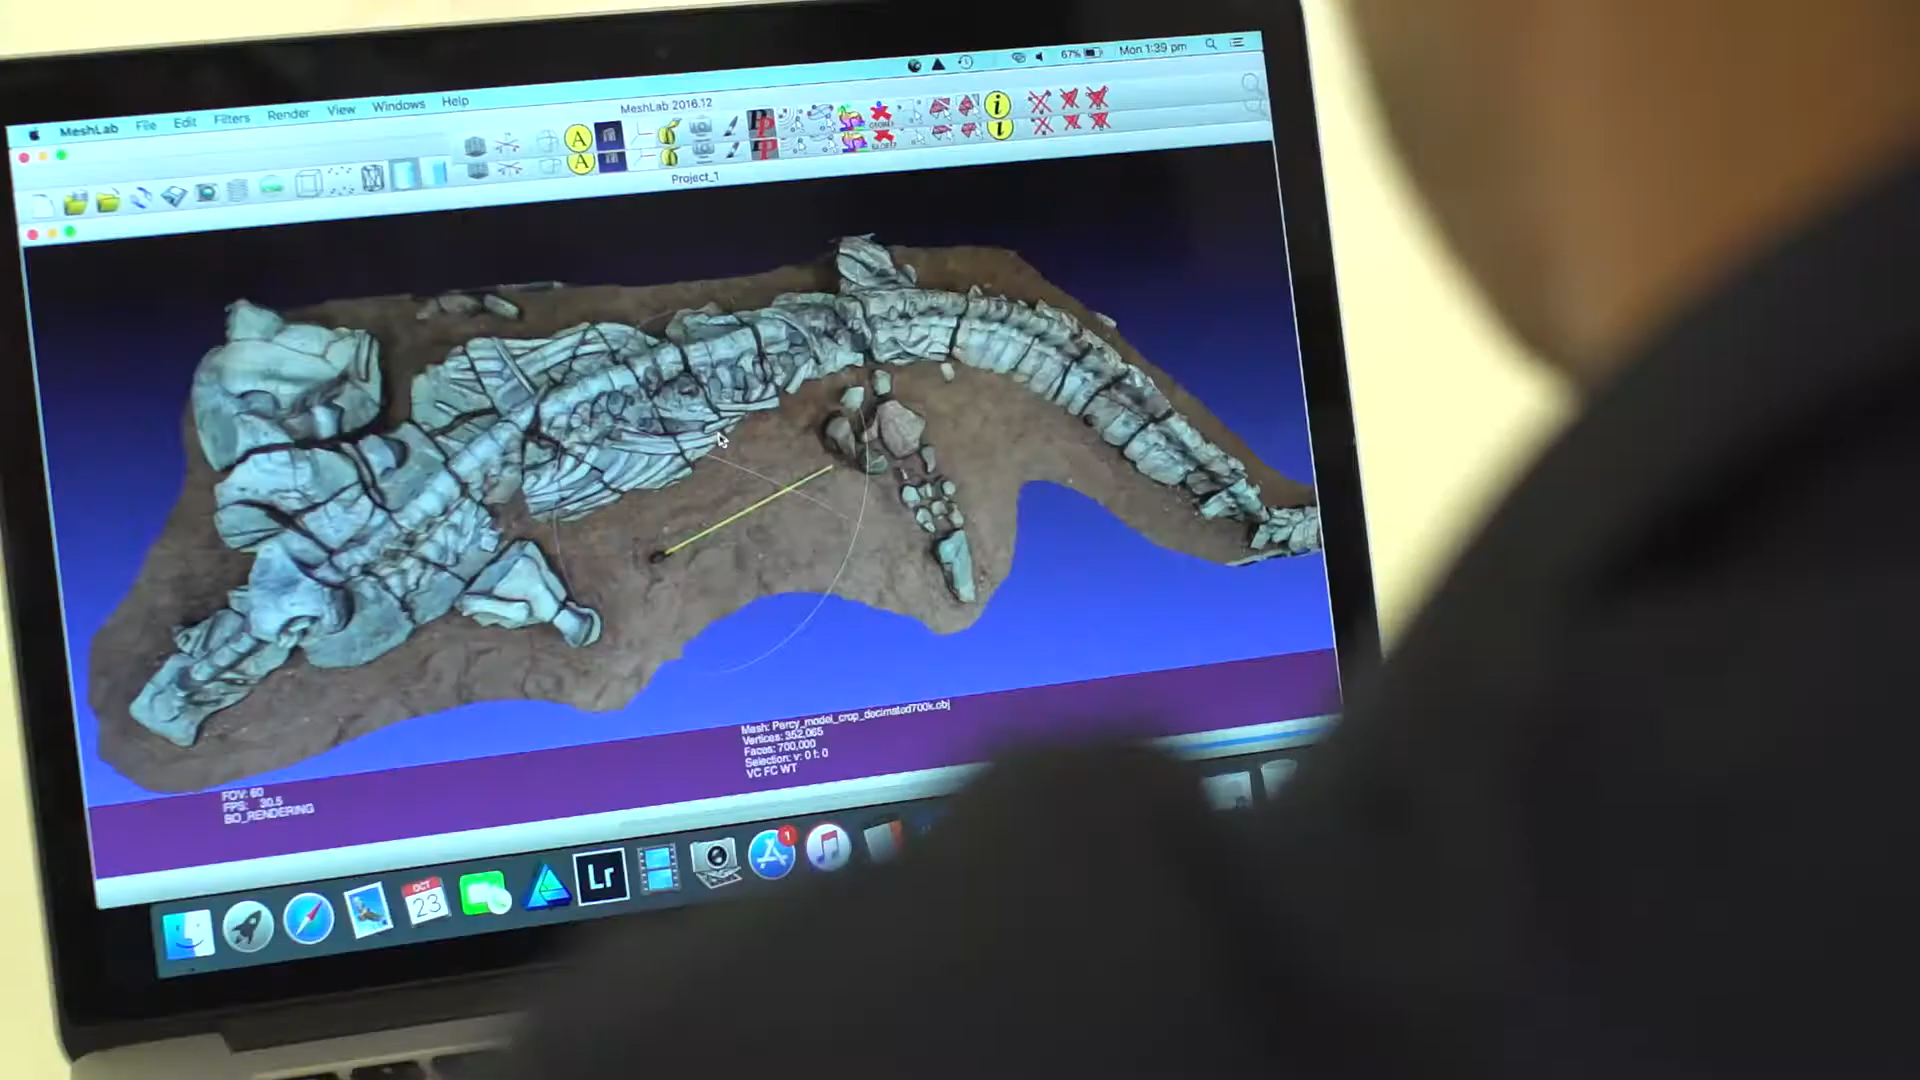 67% Mon 1:39 pm
MeshLab File Edit Filters Render View Windows Help
MeshLab 2016.12
A
i
A
i
Project_1
Mesh: Percy_model_crop_decimated700k.obj
Vertices: 352,065
Faces: 700,000
Selection: v: 0 f: 0
VC FC WT
FOV: 60
FPS: 30.5
BO_RENDERING
OCT
23
Lr
1